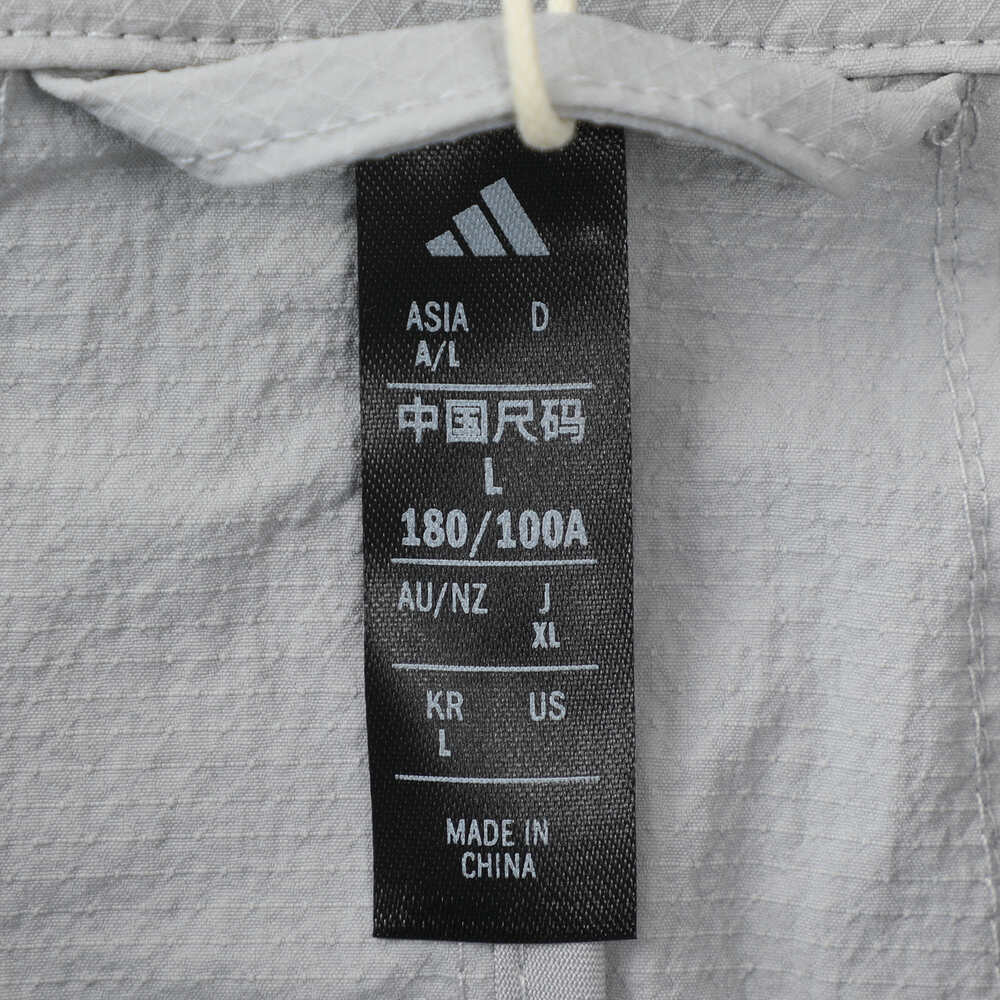 ASIA D
A/L
中国尺码
L
180/100A
AU/NZ J
XL
KR US
L
MADE IN
CHINA